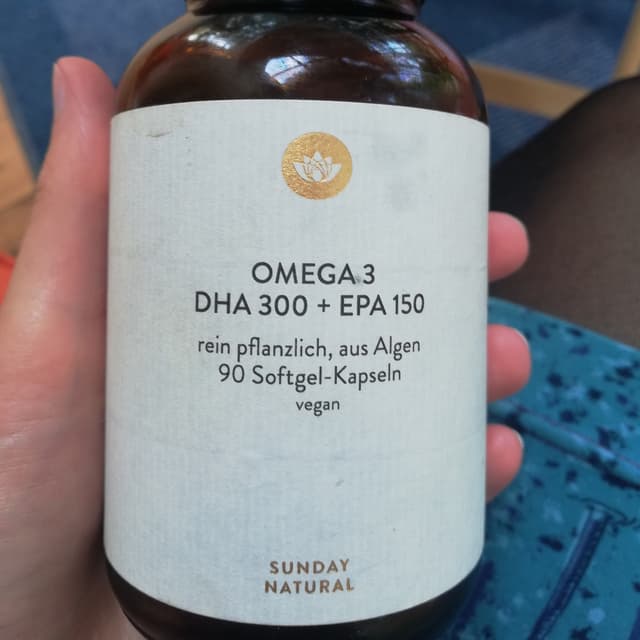 OMEGA 3
DHA 300 + EPA 150
rein pflanzlich, aus Algen
90 Softgel-Kapseln
vegan
SUNDAY
NATURAL